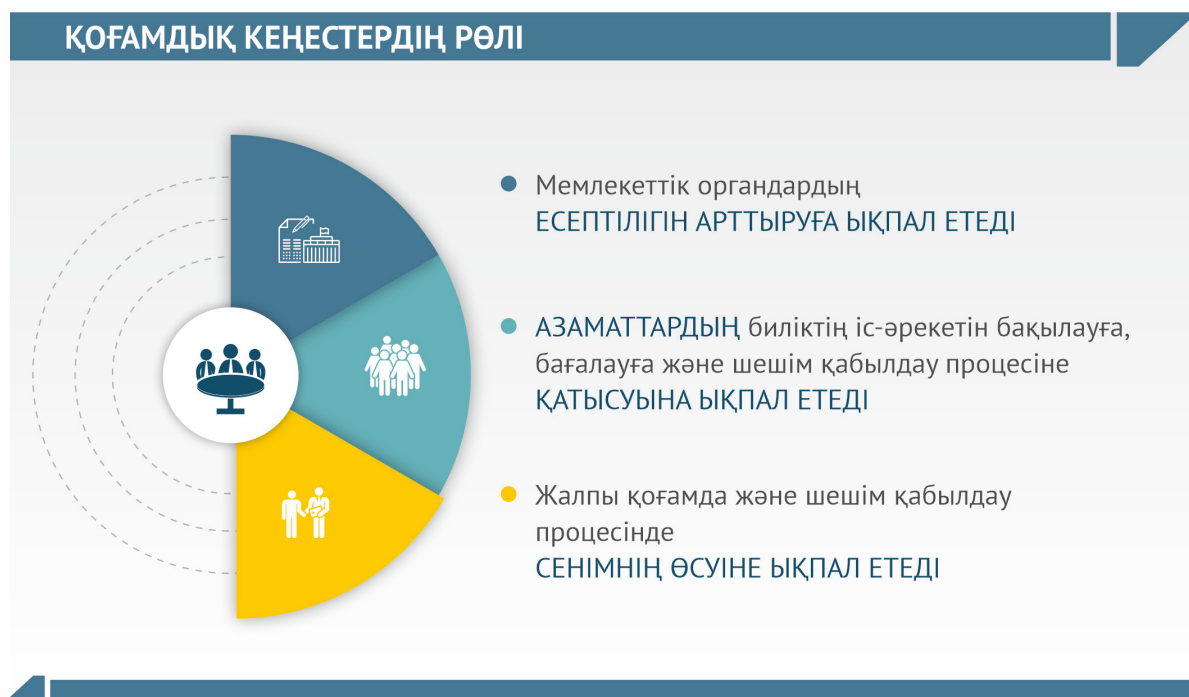 ҚОҒАМДЫҚ КЕҢЕСТЕРДІҢ РӨЛІ
Мемлекеттік органдардың
ЕСЕПТІЛІГІН АРТТЫРУҒА ЫҚПАЛ ЕТЕДІ
АЗАМАТТАРДЫҢ биліктің іс-әрекетін бақылауға,
бағалауға және шешім қабылдау процесіне
ҚАТЫСУЫНА ЫҚПАЛ ЕТЕДІ
Жалпы қоғамда және шешім қабылдау
процесінде
СЕНІМНІҢ ӨСУІНЕ ЫҚПАЛ ЕТЕДІ